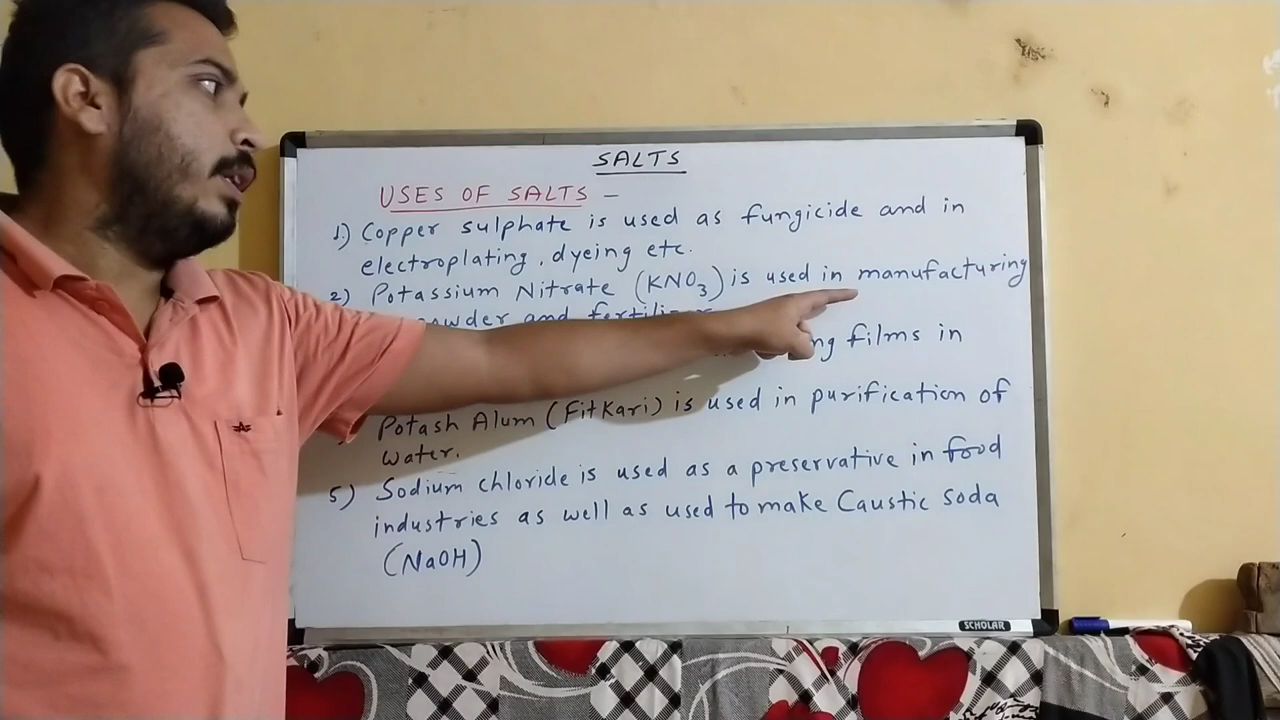 SALTS
USES OF SALTS –
1) Copper sulphate is used as fungicide and in
electroplating, dyeing etc.
2) Potassium Nitrate (KNO3) is used in manufacturing
and
ng films in
Potash Alum (FitKari) is used in purification of
water.
5) Sodium chloride is used as a preservative in food
industries as well as used to make Caustic soda
(NaOH)
SCHOLAR